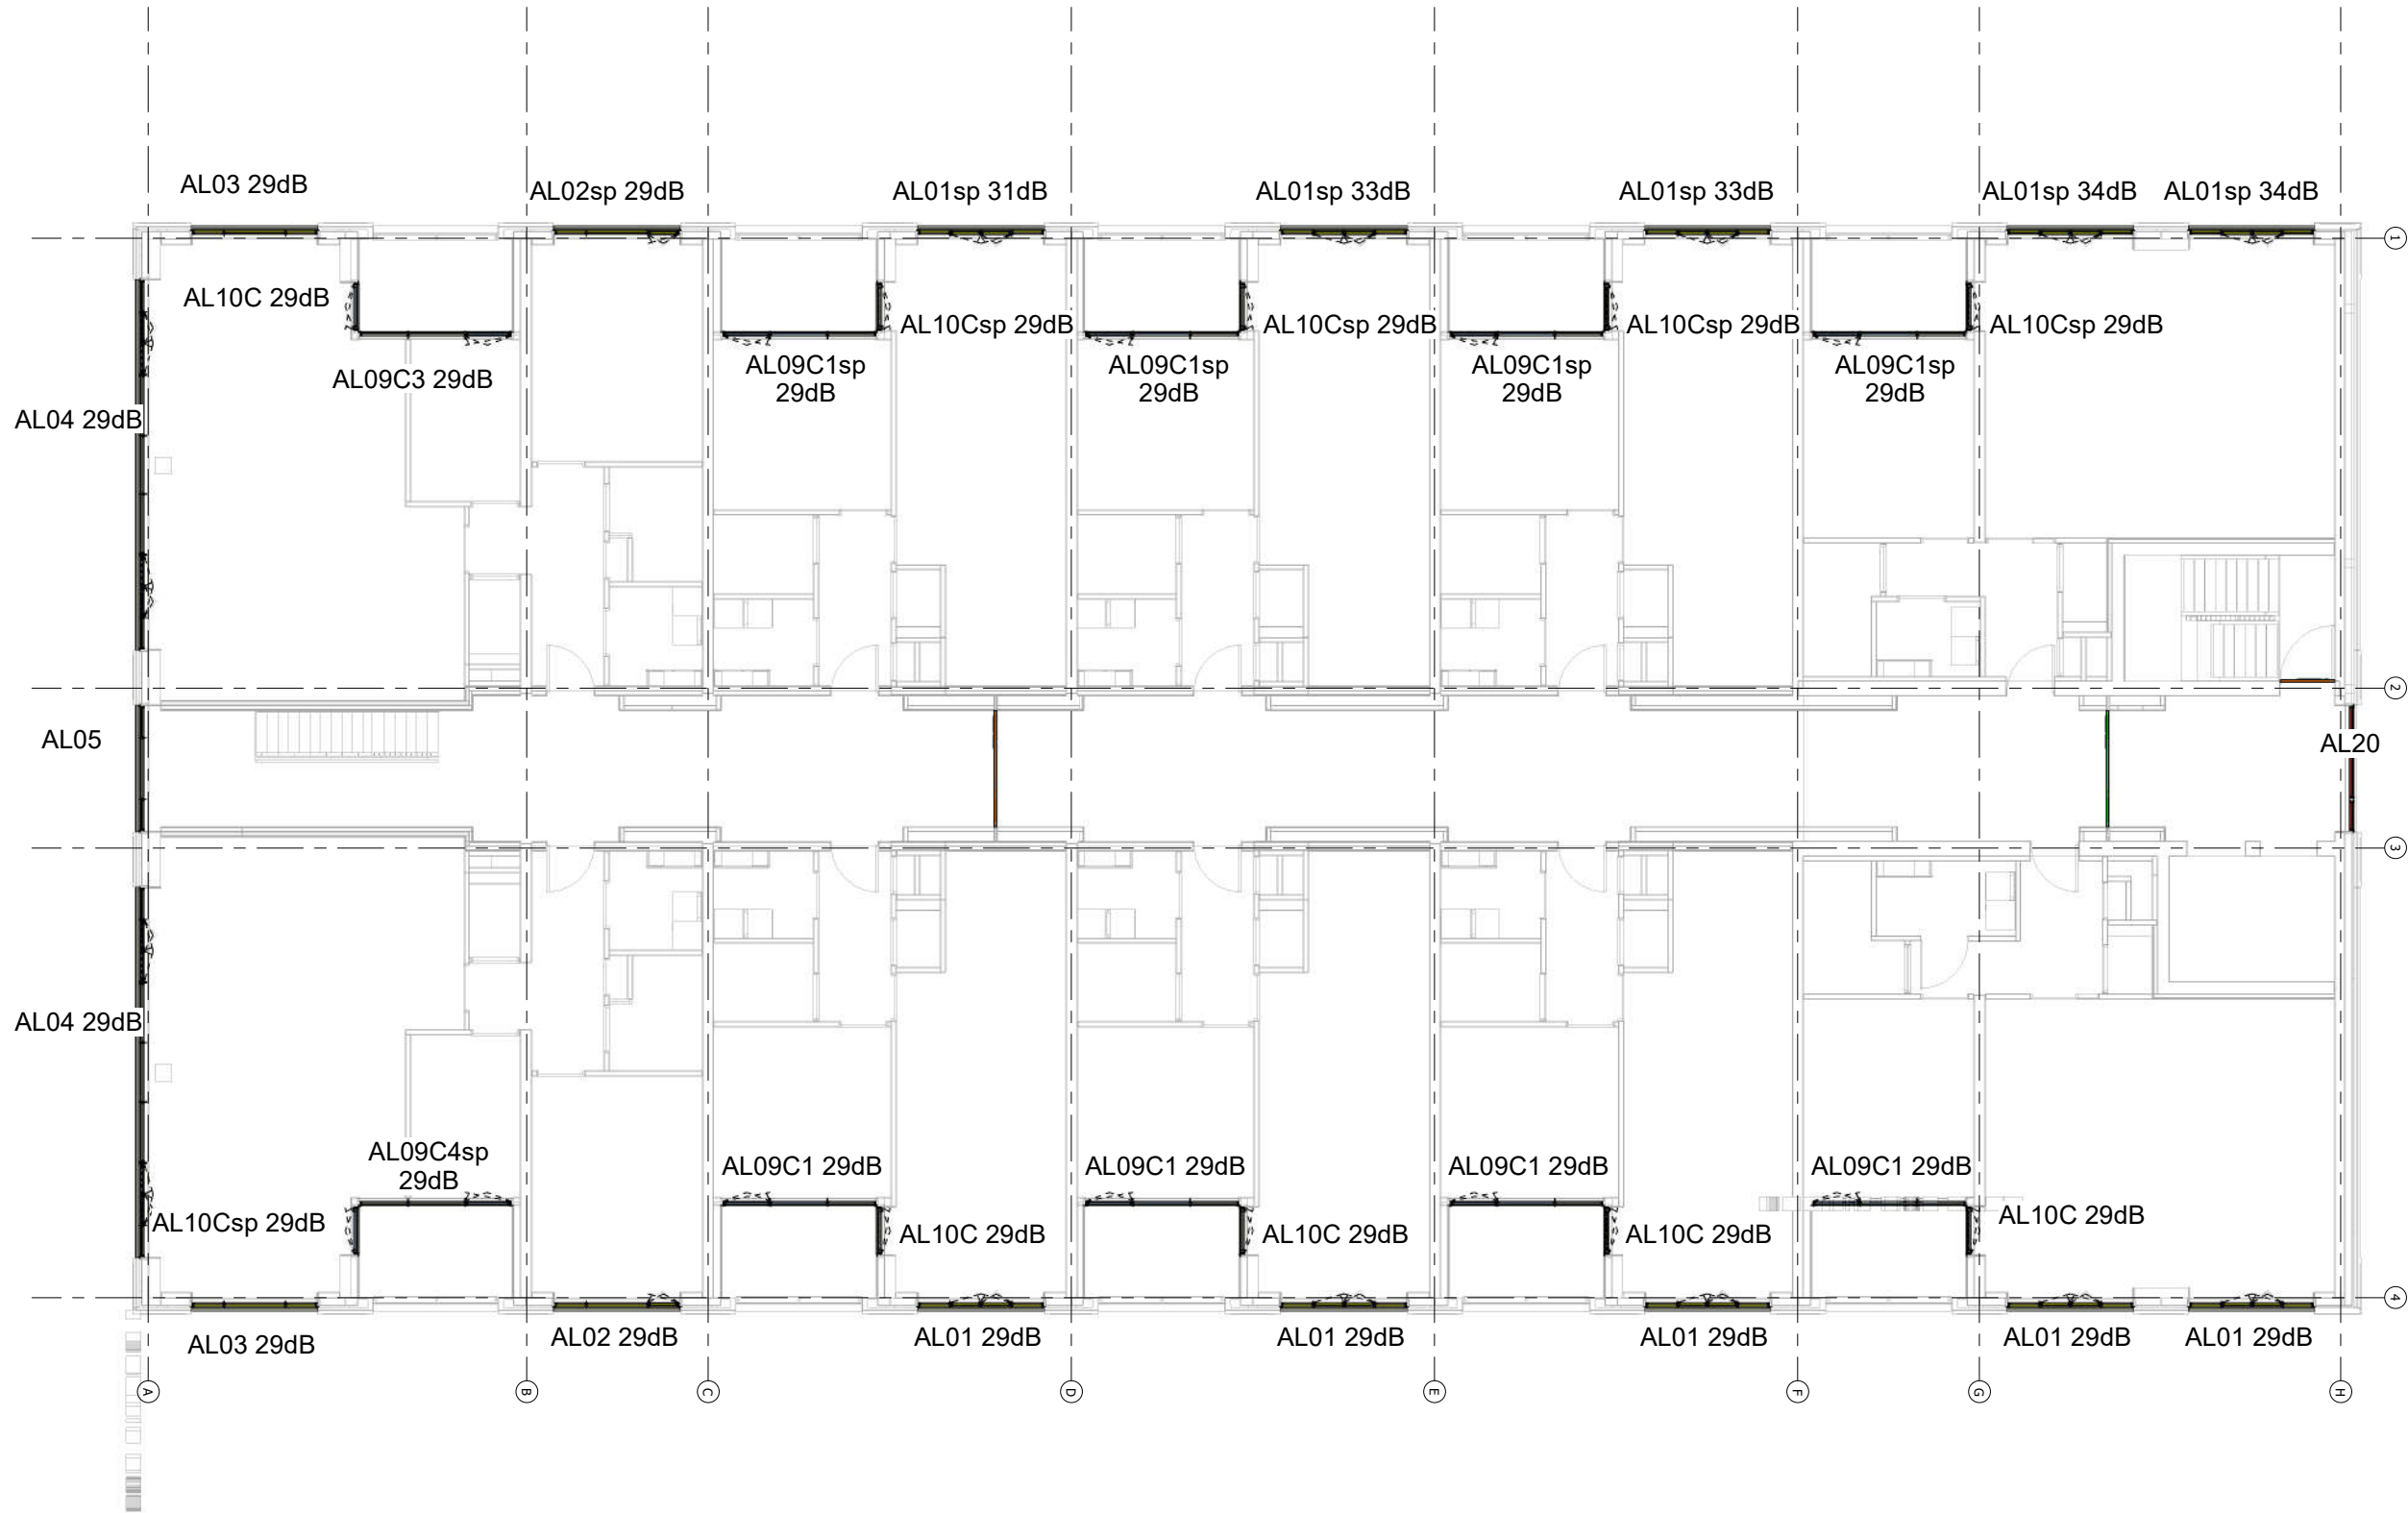 AL03 29dB
AL02sp 29dB
AL01sp 31dB
AL01sp 33dB
AL01sp 33dB
AL01sp 34dB
AL01sp 34dB
1
AL10C 29dB
AL10Csp 29dB
AL10Csp 29dB
AL10Csp 29dB
AL10Csp 29dB
AL09C3 29dB
AL09C1sp
29dB
AL09C1sp
29dB
AL09C1sp
29dB
AL09C1sp
29dB
AL04 29dB
2
AL05
AL20
3
AL04 29dB
AL09C4sp
29dB
AL09C1 29dB
AL09C1 29dB
AL09C1 29dB
AL09C1 29dB
AL10Csp 29dB
AL10C 29dB
AL10C 29dB
AL10C 29dB
AL10C 29dB
4
AL03 29dB
AL02 29dB
AL01 29dB
AL01 29dB
AL01 29dB
AL01 29dB
AL01 29dB
A
B
C
D
E
F
G
H